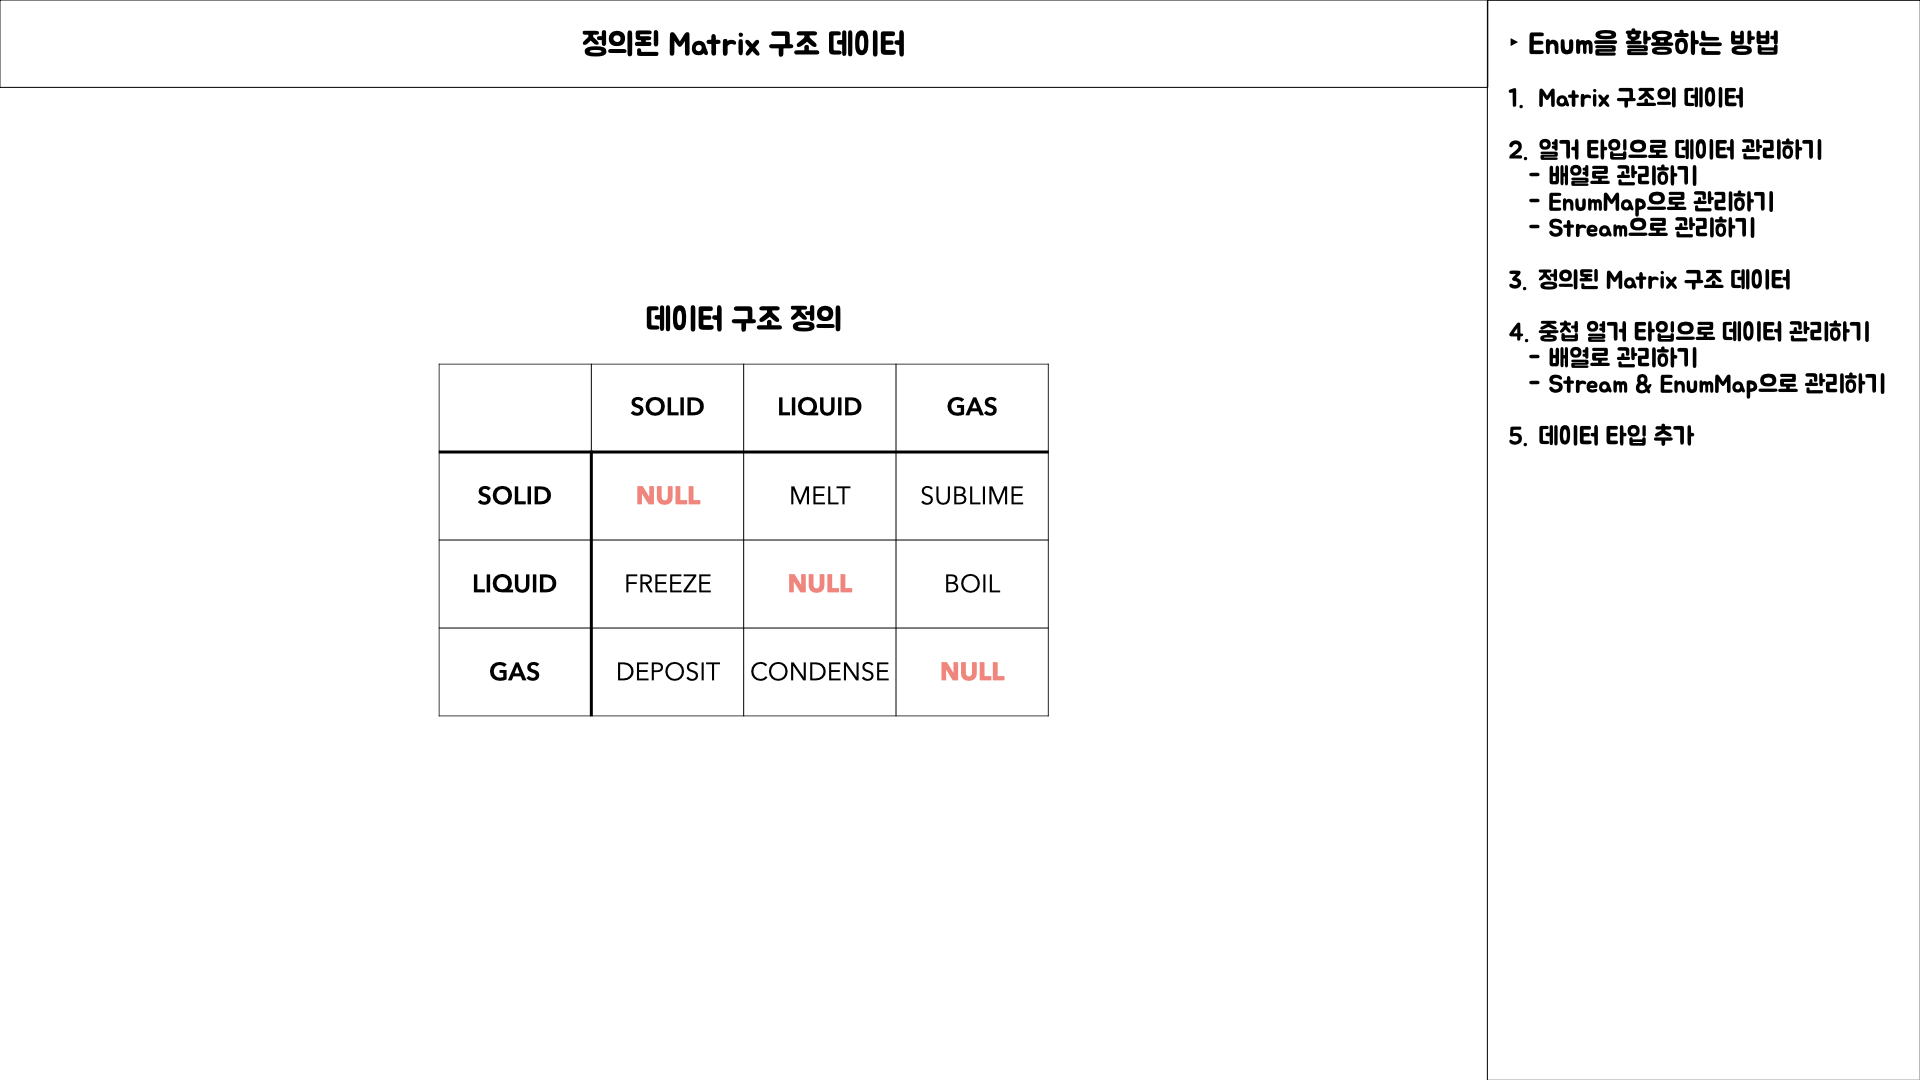 정의된 Matrix 구조 데이터
데이터 구조 정의
SOLID LIQUID GAS
SOLID NULL MELT SUBLIME
LIQUID FREEZE NULL BOIL
GAS DEPOSIT CONDENSE NULL
‣ Enum을 활용하는 방법
1. Matrix 구조의 데이터
2. 열거 타입으로 데이터 관리하기
- 배열로 관리하기
- EnumMap으로 관리하기
- Stream으로 관리하기
3. 정의된 Matrix 구조 데이터
4. 중첩 열거 타입으로 데이터 관리하기
- 배열로 관리하기
- Stream & EnumMap으로 관리하기
5. 데이터 타입 추가